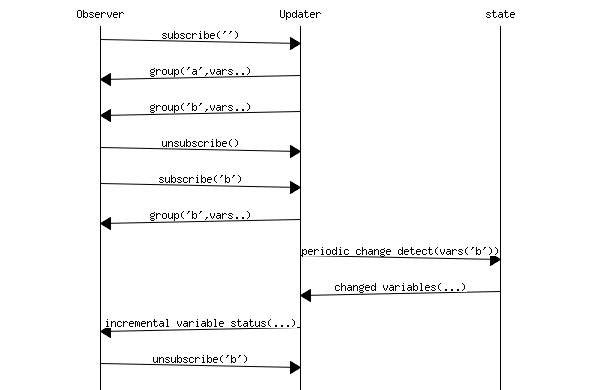 Observer Updater state
subscribe('')
group('a',vars..)
group('b',vars..)
unsubscribe()
subscribe('b')
group('b',vars..)
periodic change detect(vars('b'))
changed variables(...)
incremental variable status(...)
unsubscribe('b')